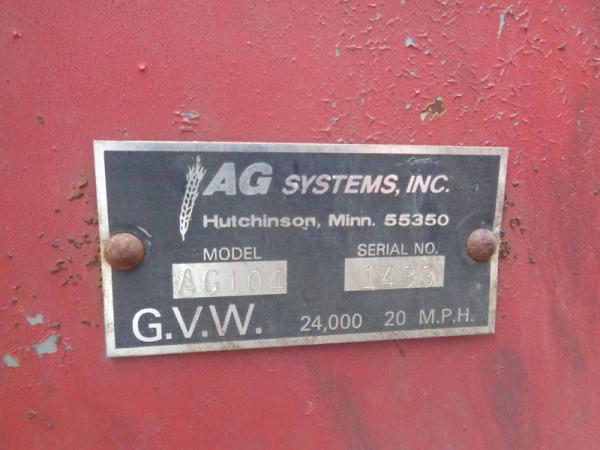 AG SYSTEMS, INC.
Hutchinson, Minn. 55350
MODEL SERIAL NO.
AG104 1433
G.V.W. 24,000 20 M.P.H.